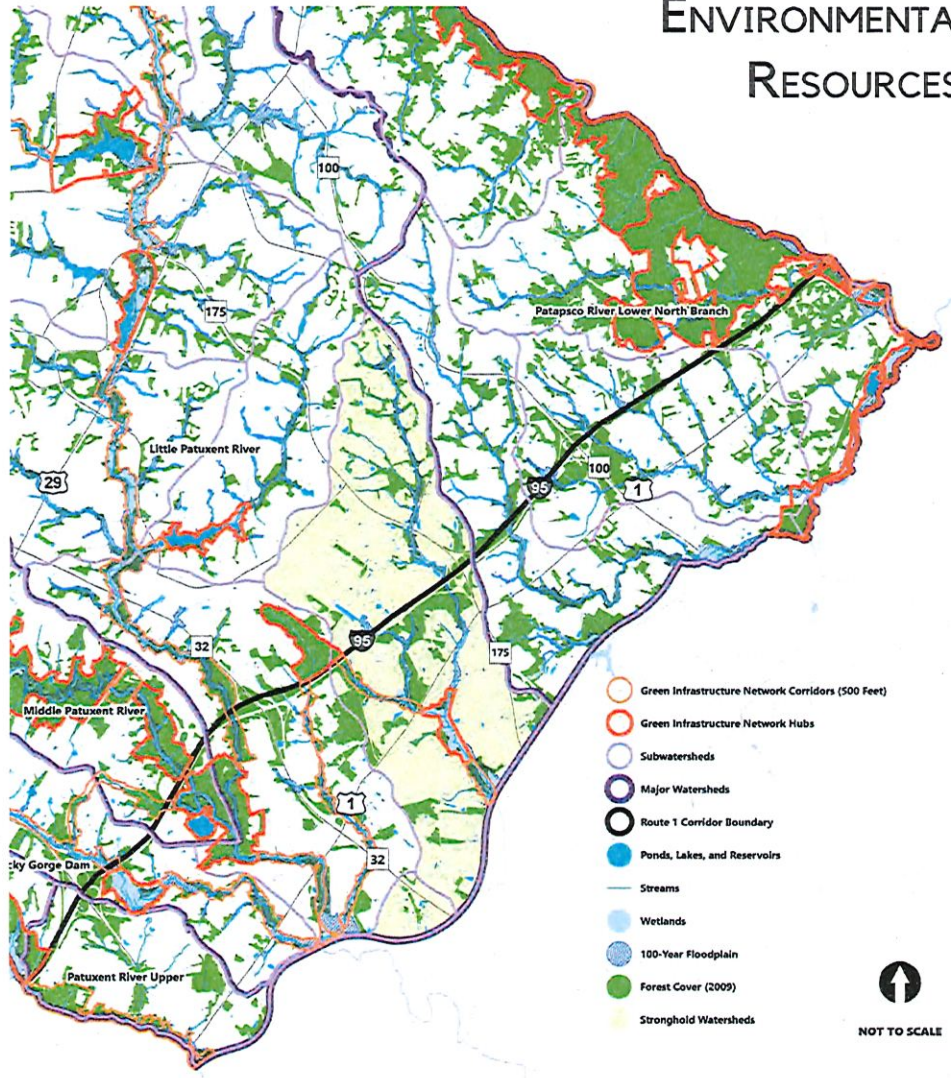 ENVIRONMENTA
RESOURCES
100
175
Patapsco River Lower North Branch
Little Patuxent River
29
100
95
1
32
95
175
Middle Patuxent River
1
32
cky Gorge Dam
Patuxent River Upper
Green Infrastructure Network Corridors (500 Feet)
Green Infrastructure Network Hubs
Subwatersheds
Major Watersheds
Route 1 Corridor Boundary
Ponds, Lakes, and Reservoirs
Streams
Wetlands
100-Year Floodplain
Forest Cover (2009)
Stronghold Watersheds
NOT TO SCALE